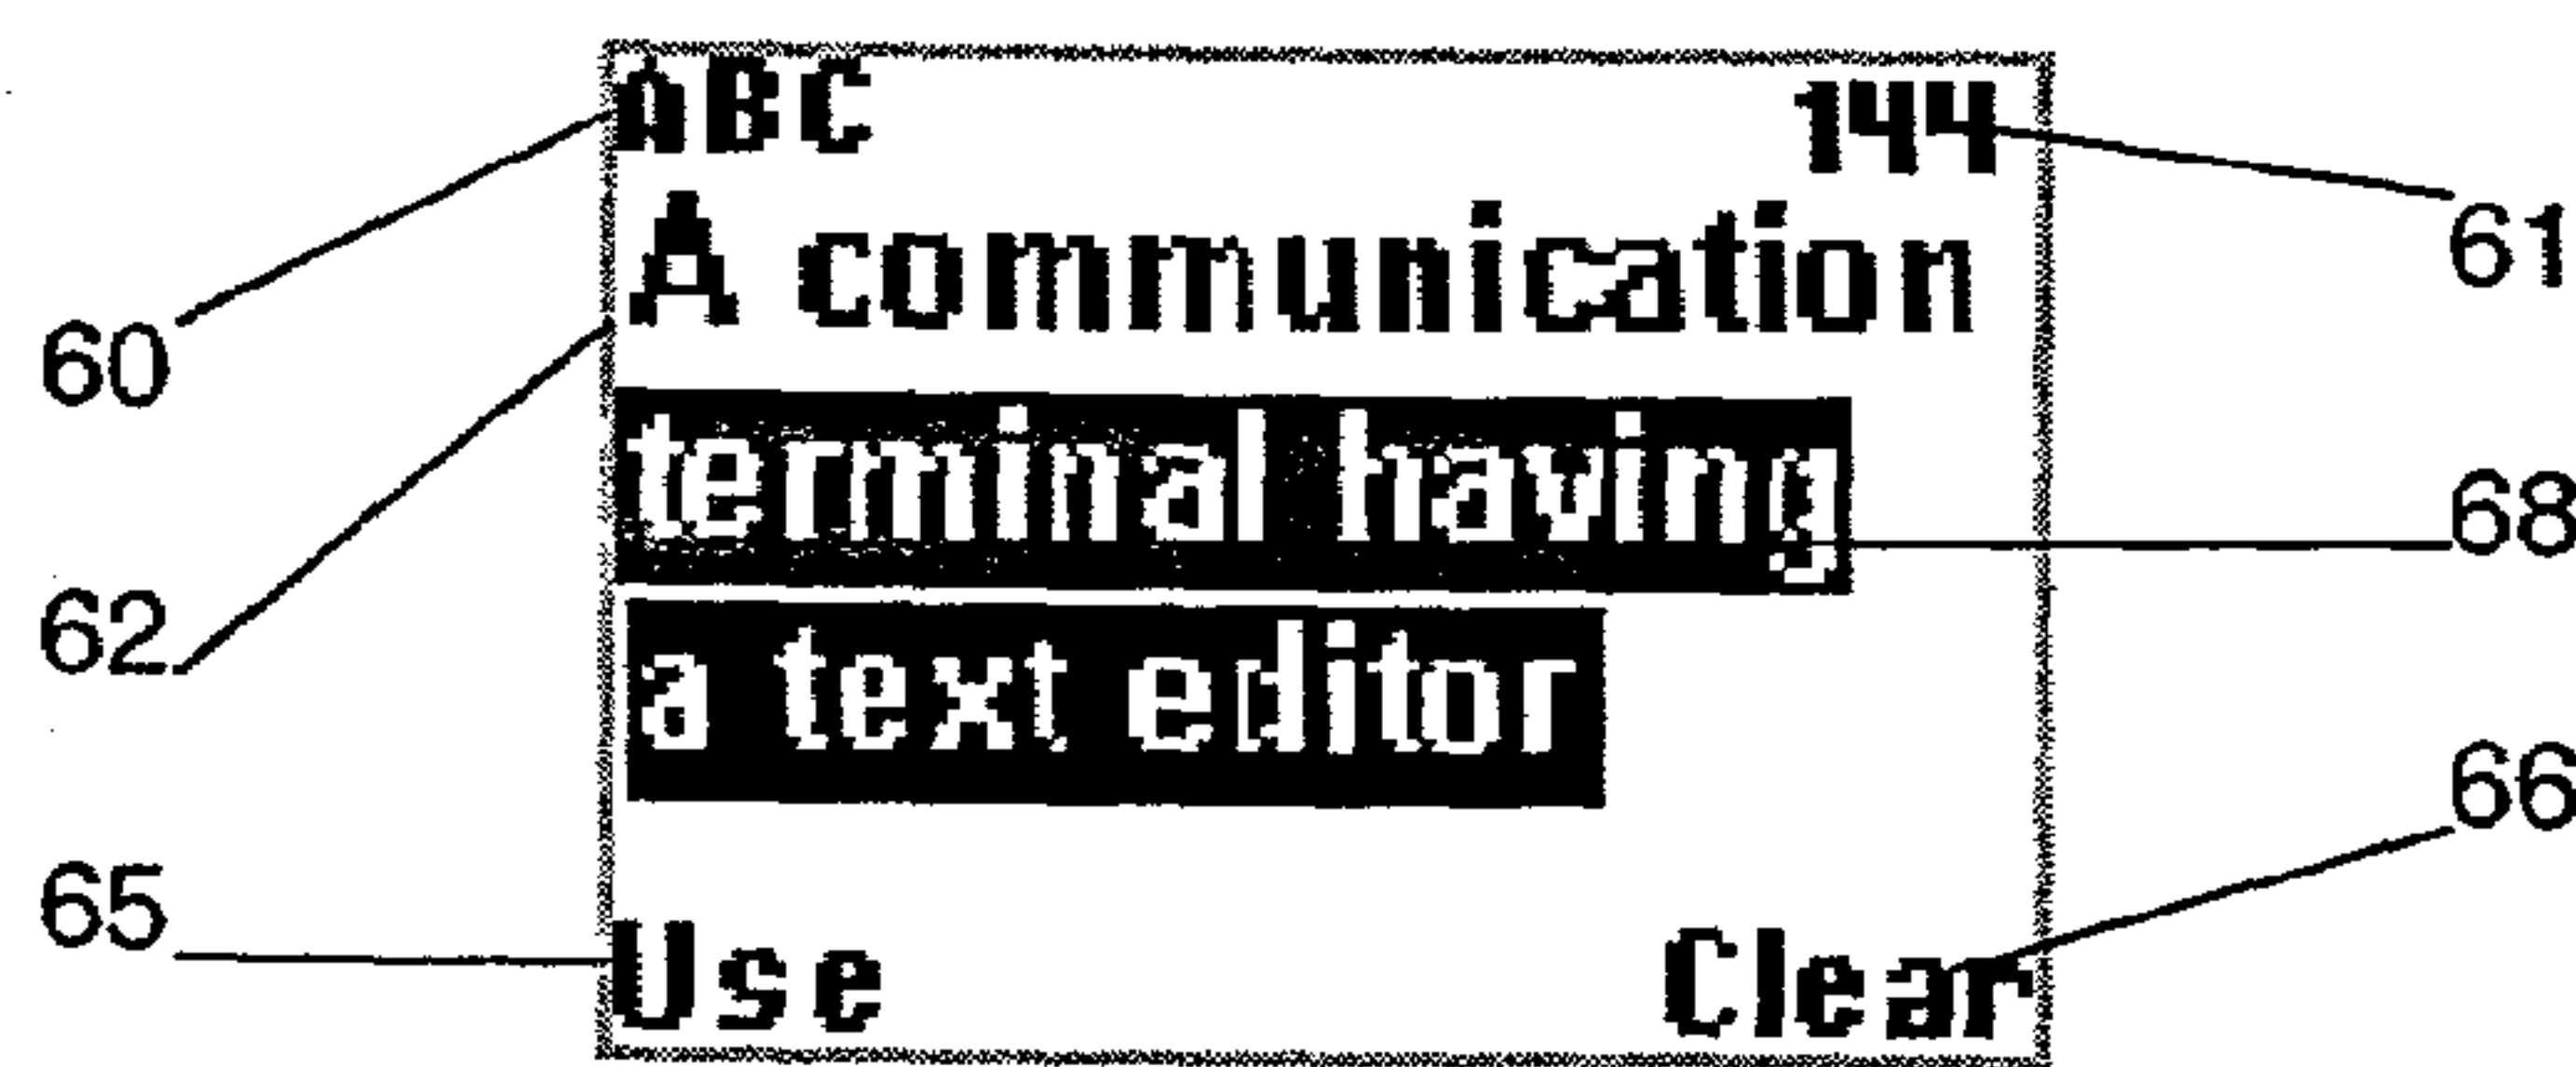 ABC 144
A communication
61
60
terminal having
68
62
a text editor
66
65
Use Clear